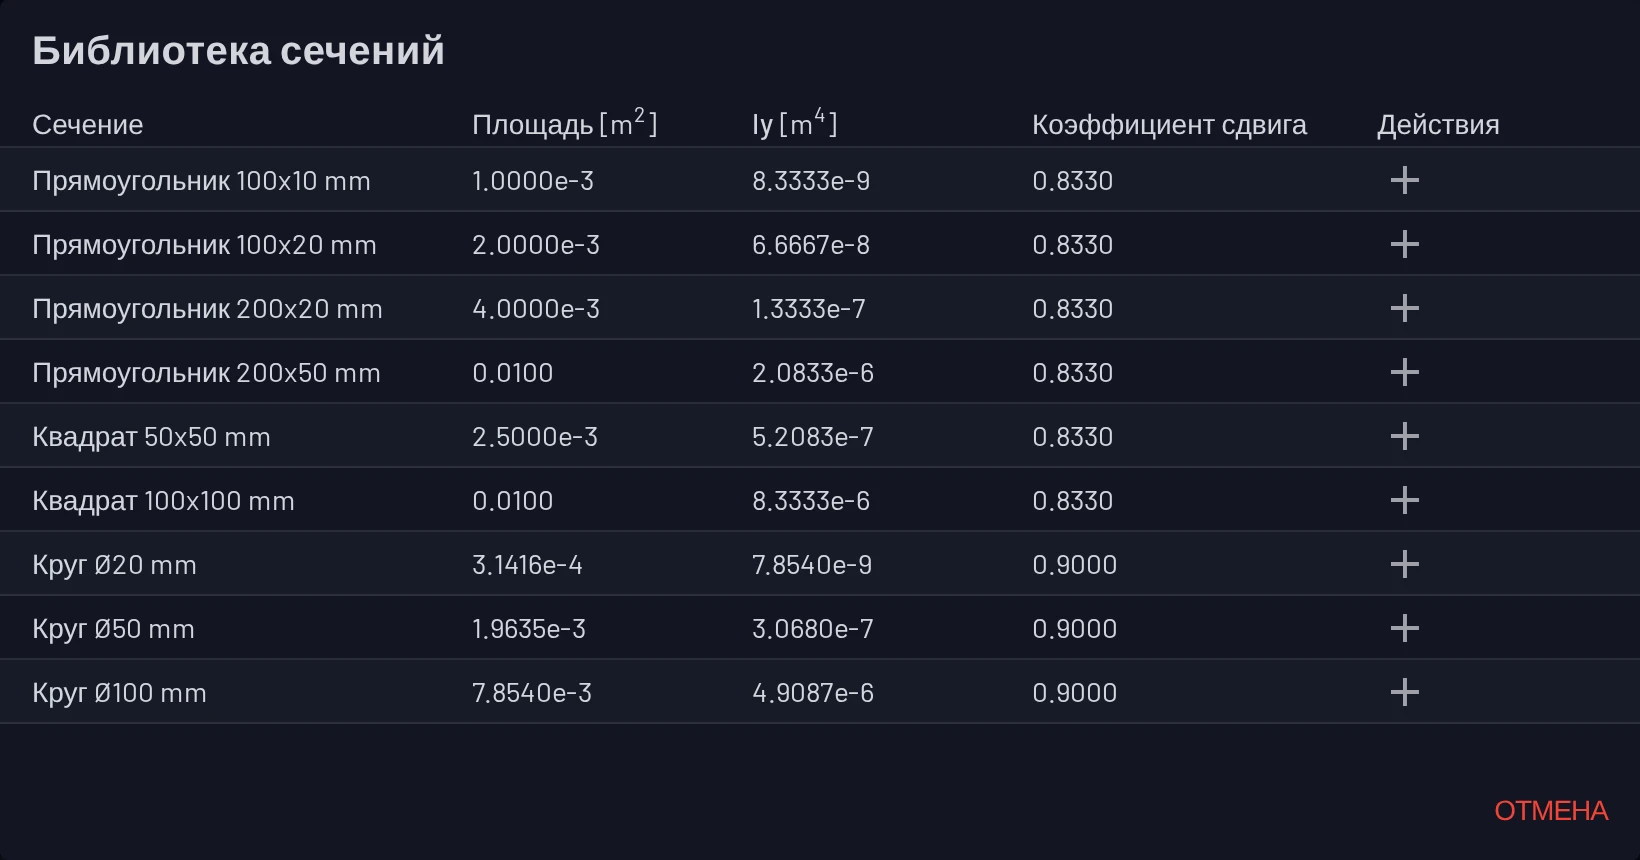 Библиотека сечений
Сечение Площадь [m²] Iy [m⁴] Коэффициент сдвига Действия
Прямоугольник 100x10 mm 1.0000e-3 8.3333e-9 0.8330
Прямоугольник 100x20 mm 2.0000e-3 6.6667e-8 0.8330
Прямоугольник 200x20 mm 4.0000e-3 1.3333e-7 0.8330
Прямоугольник 200x50 mm 0.0100 2.0833e-6 0.8330
Квадрат 50x50 mm 2.5000e-3 5.2083e-7 0.8330
Квадрат 100x100 mm 0.0100 8.3333e-6 0.8330
Круг Ø20 mm 3.1416e-4 7.8540e-9 0.9000
Круг Ø50 mm 1.9635e-3 3.0680e-7 0.9000
Круг Ø100 mm 7.8540e-3 4.9087e-6 0.9000
ОТМЕНА